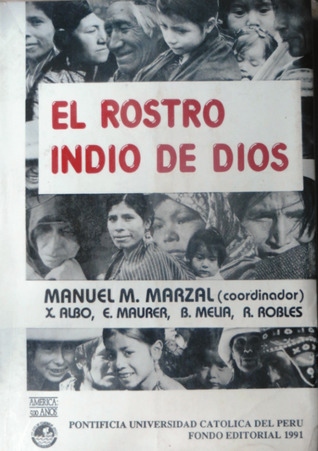 EL ROSTRO
INDIO DE DIOS
MANUEL M. MARZAL (coordinador)
X. ALBO, E. MAURER, B. MELIA, R. ROBLES
AMERICA:
500 AÑOS
PONTIFICIA UNIVERSIDAD CATOLICA DEL PERU
FONDO EDITORIAL 1991